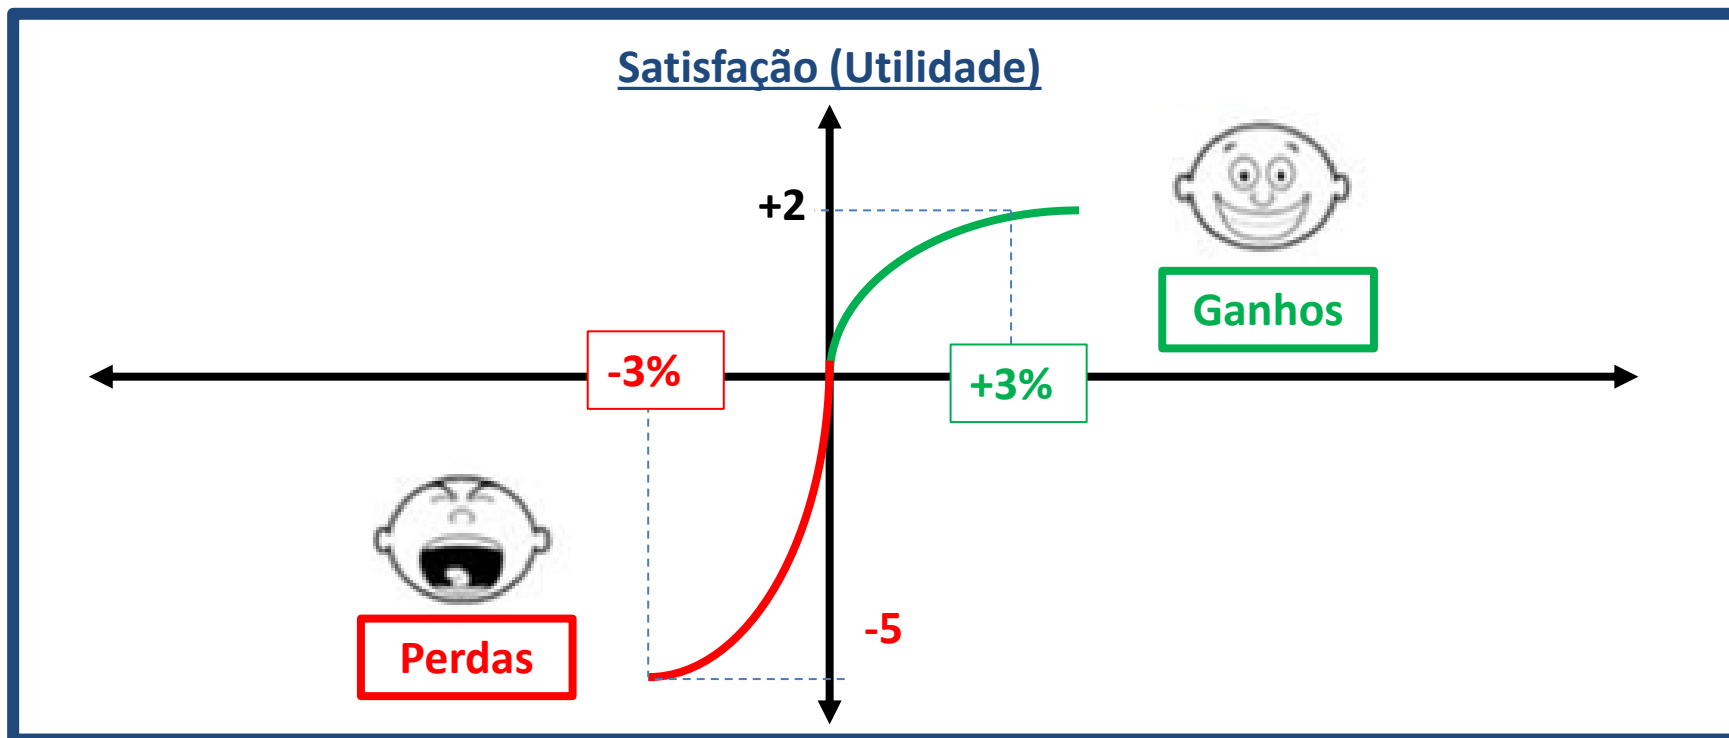 Satisfação (Utilidade)
+2
Ganhos
-3%
+3%
-5
Perdas